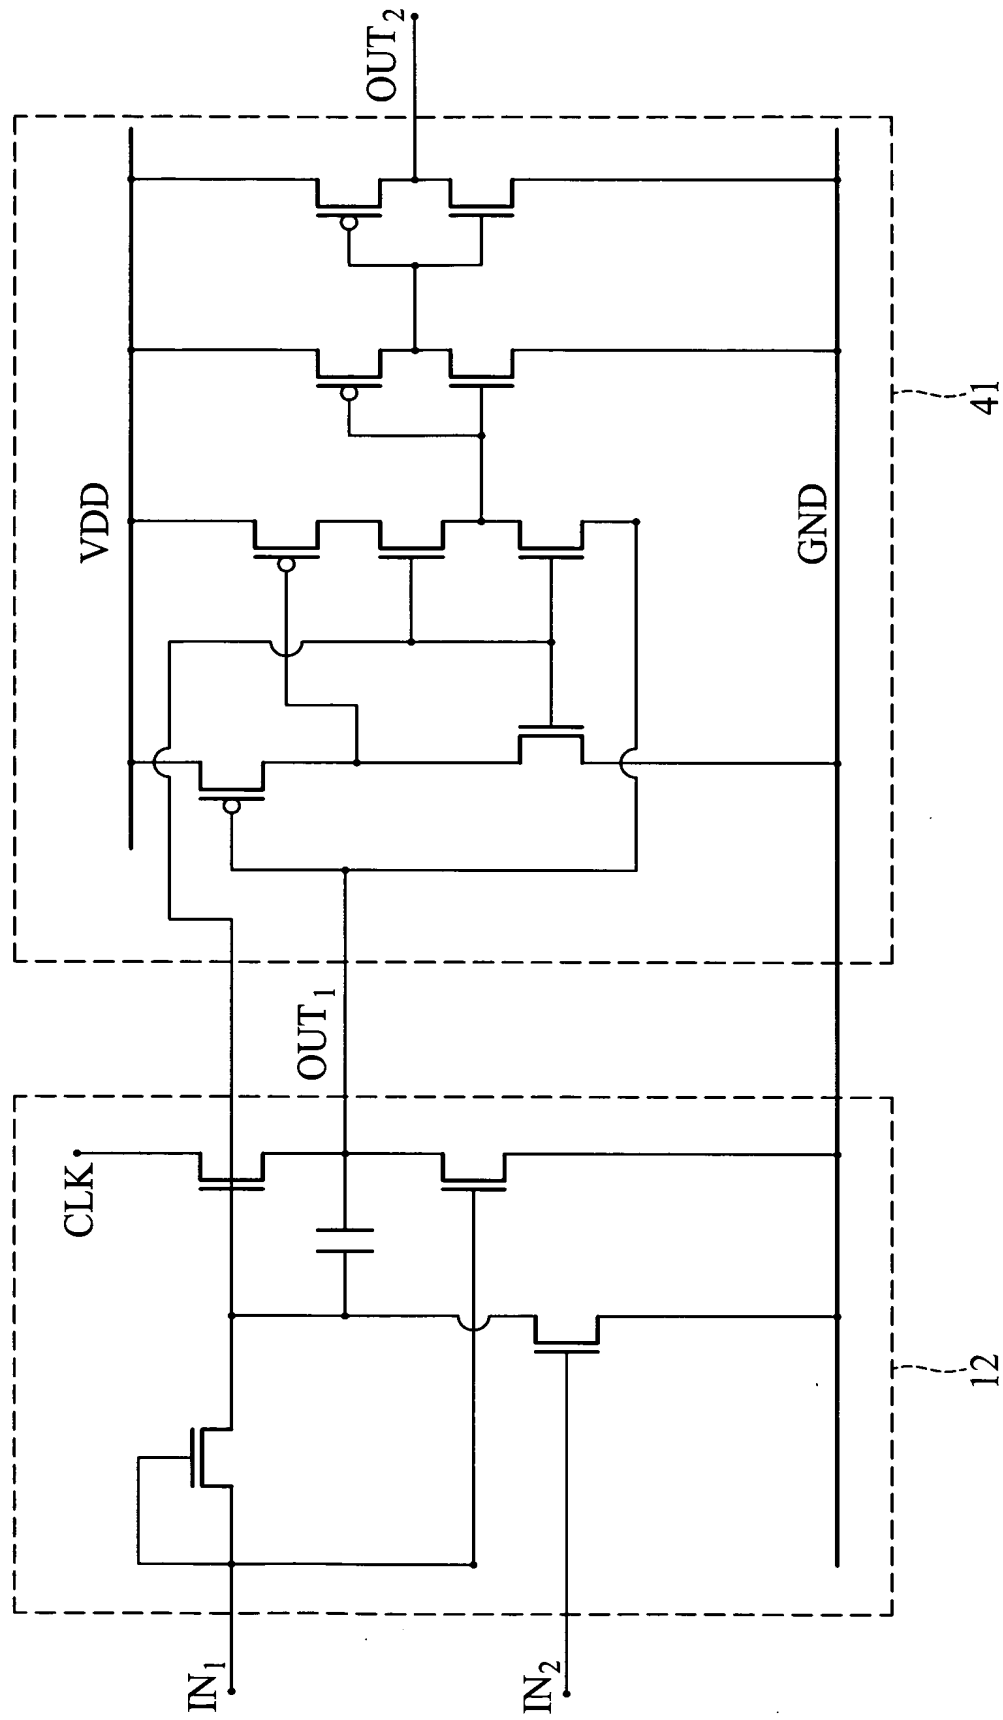 IN₁
IN₂
CLK
OUT₁
VDD
GND
OUT₂
12
41